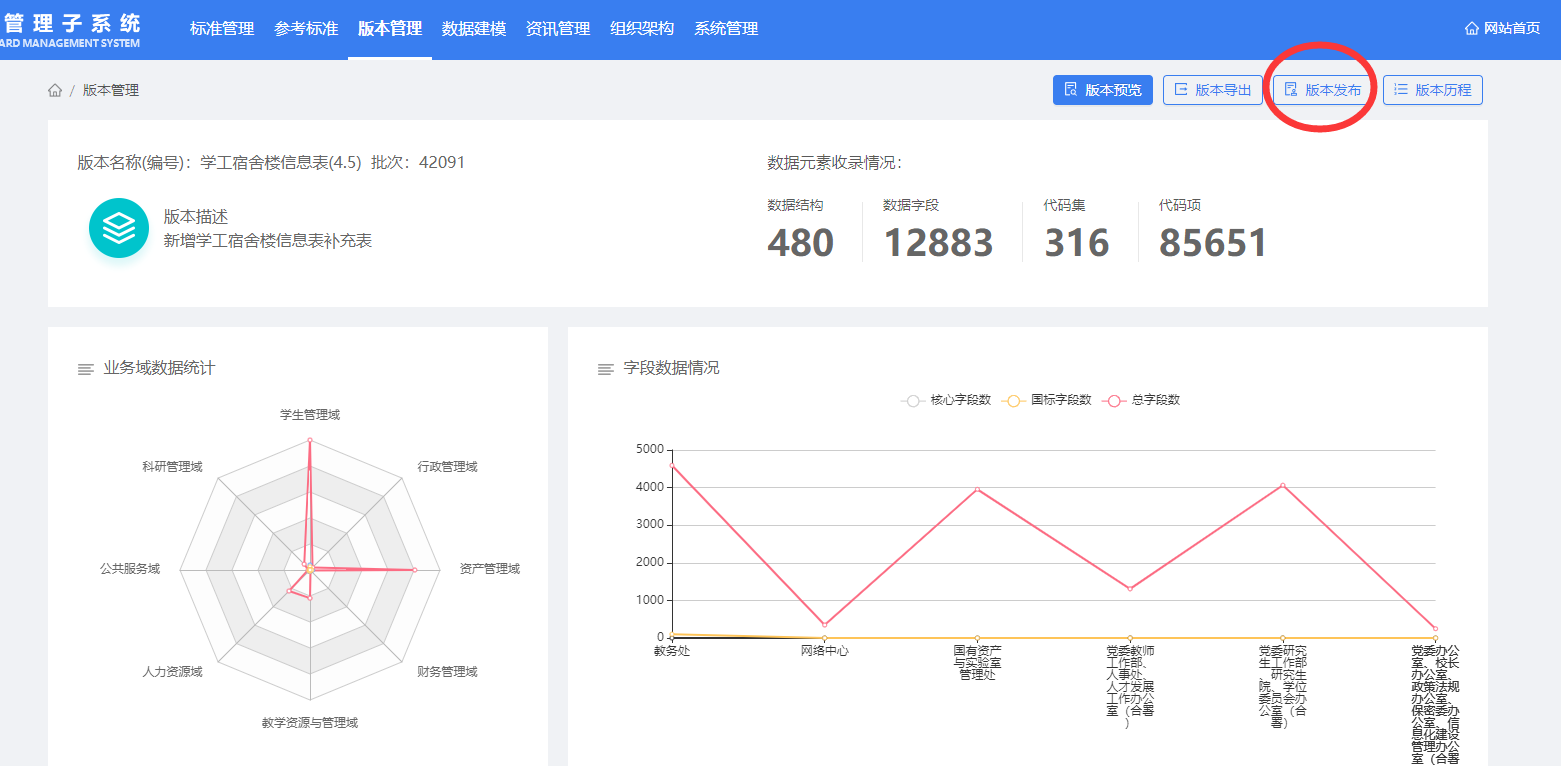 管理子系统
ARD MANAGEMENT SYSTEM
标准管理 参考标准 版本管理 数据建模 资讯管理 组织架构 系统管理 网站首页
/ 版本管理
版本预览 版本导出 版本发布 版本历程
版本名称(编号)：学工宿舍楼信息表(4.5) 批次：42091
版本描述
新增学工宿舍楼信息表补充表
数据元素收录情况：
数据结构 数据字段 代码集 代码项
480 12883 316 85651
业务域数据统计
学生管理域
科研管理域 行政管理域
公共服务域 资产管理域
人力资源域 财务管理域
教学资源与管理域
字段数据情况
核心字段数 国标字段数 总字段数
5000
4000
3000
2000
1000
0
教务处
网络中心
国有资产
与实验室
管理处
党委教师
工作部、
人事处、
人才发展
工作办公
室（合署
）
党委研究
生工作部
、研究生
院、学位
委员会办
公室（合
署）
党委办公
室、校长
办公室、
政策法规
办公室、
保密委办
公室、信
息化建设
管理办公
室（合署